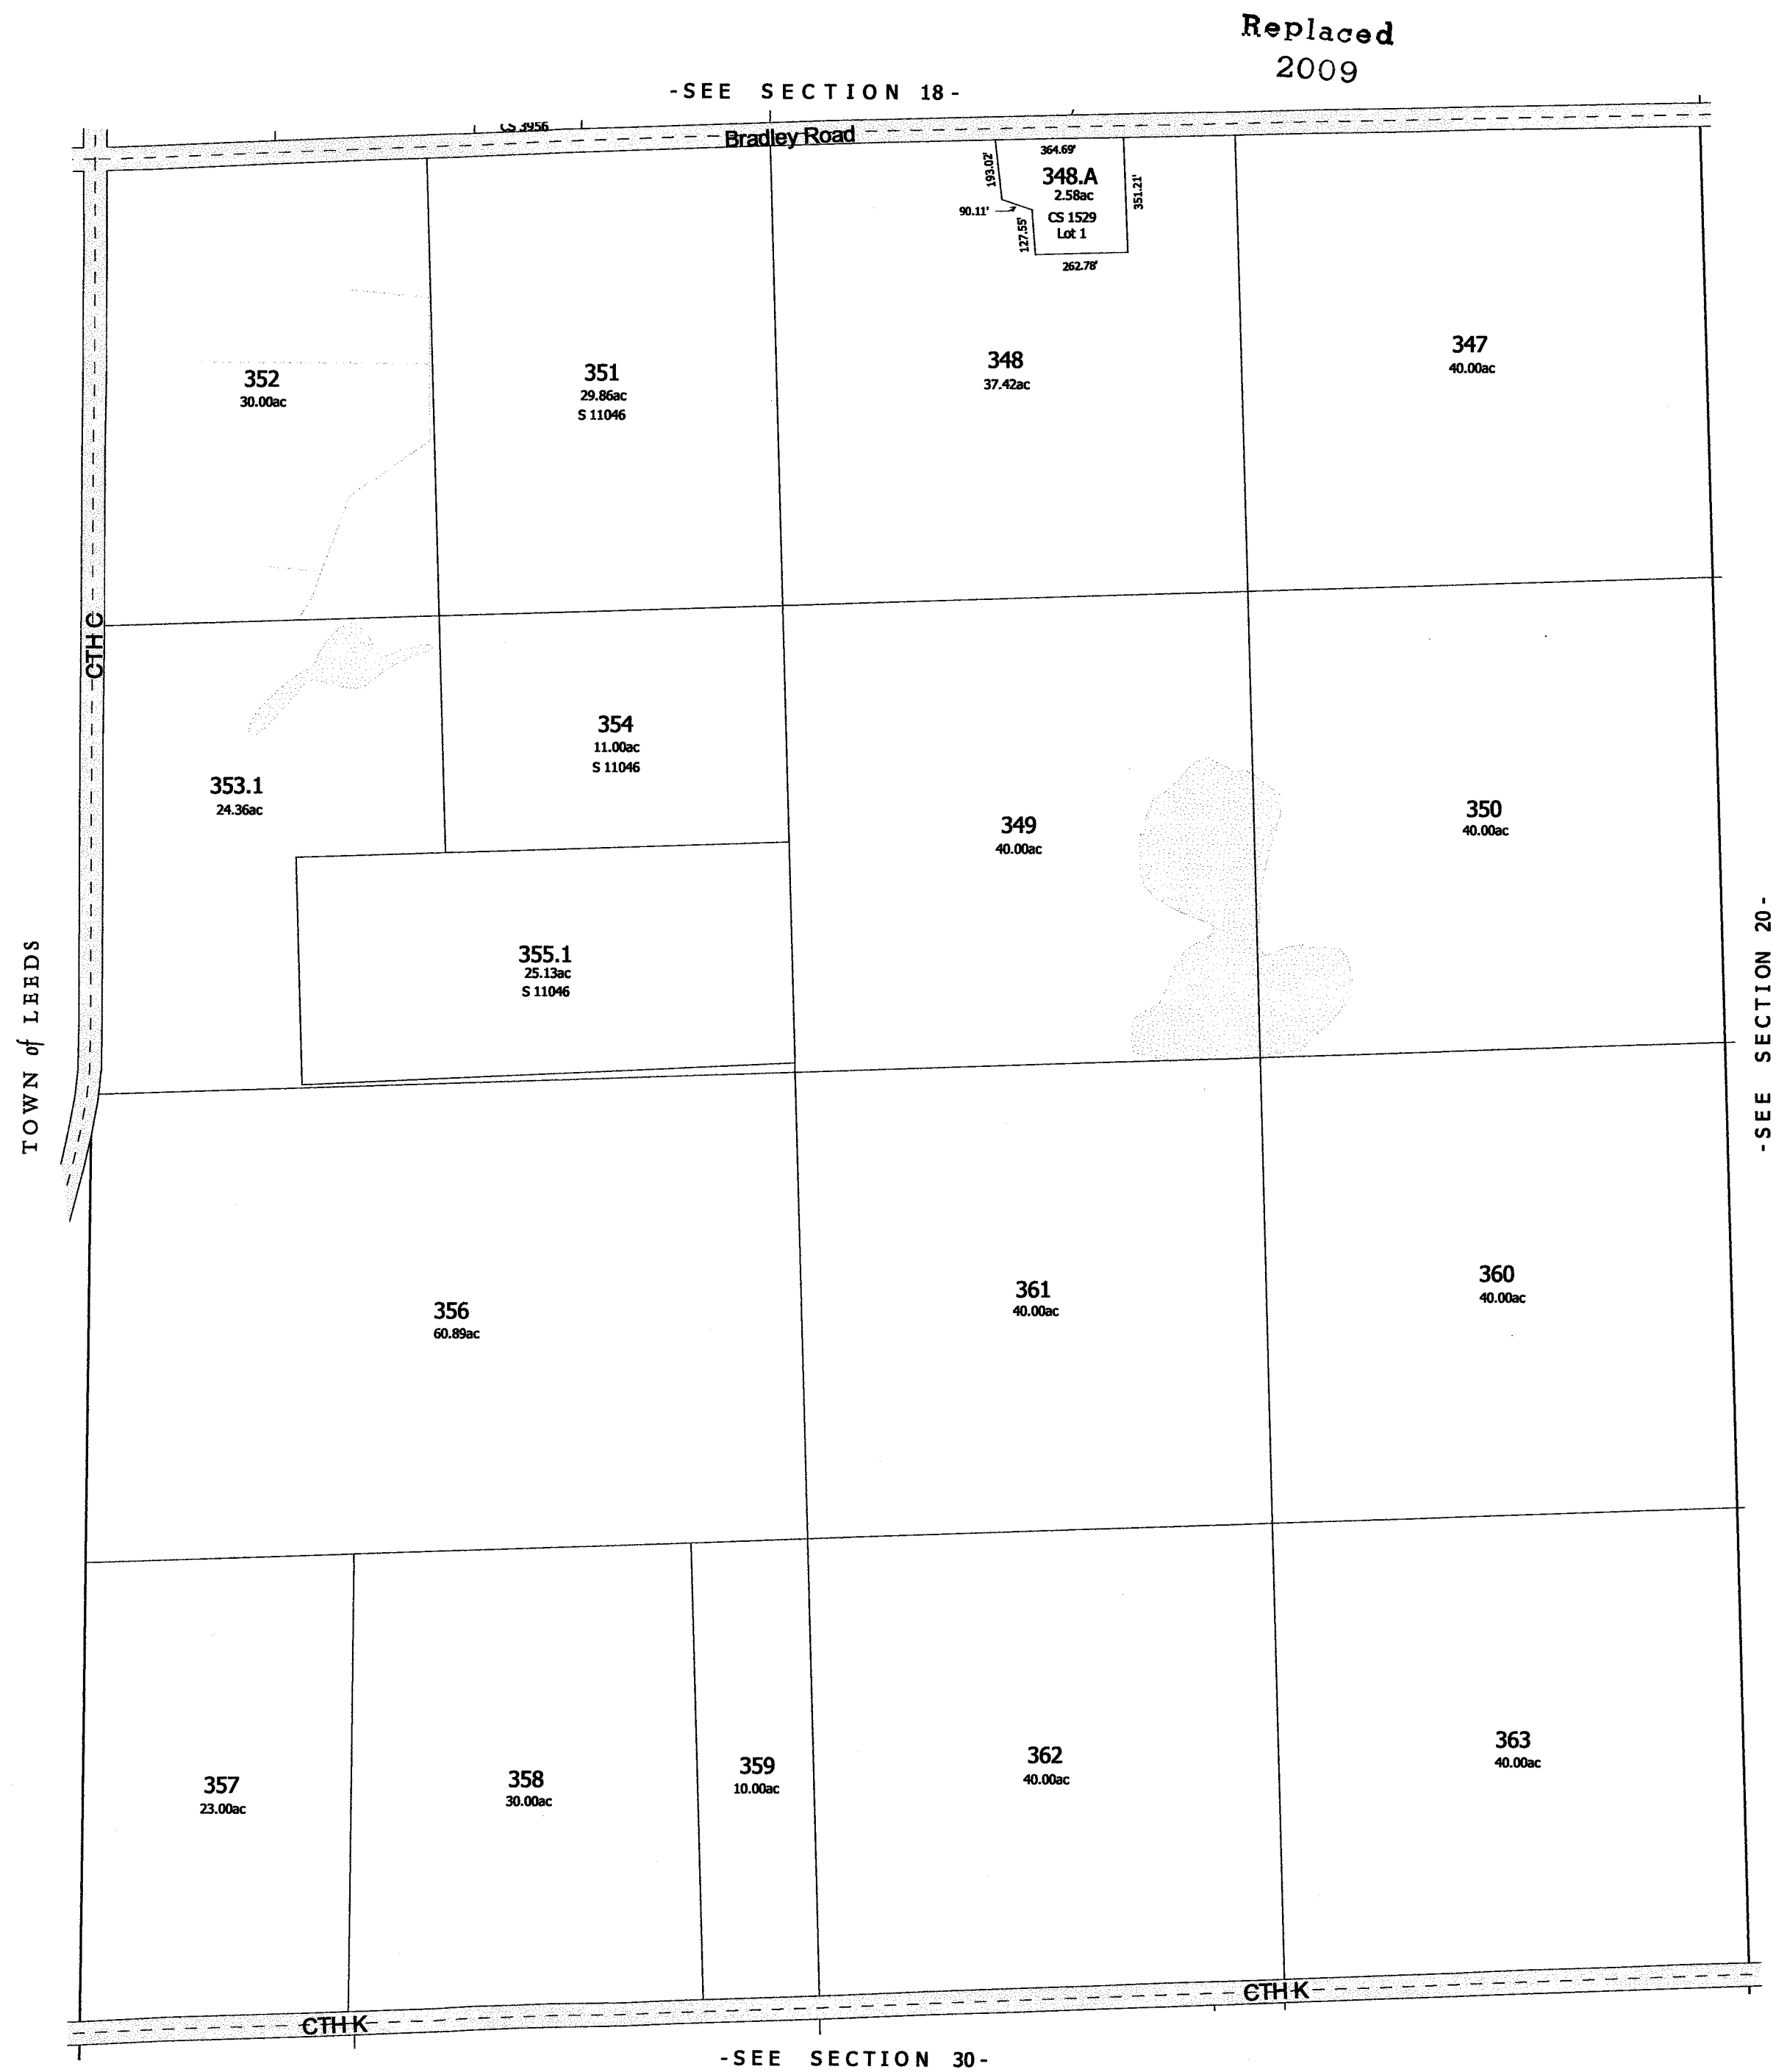 Replaced
2009
-SEE SECTION 18-
CS 3956
Bradley Road
364.69'
193.02'
348.A
2.58ac
351.21'
90.11'
CS 1529
Lot 1
127.55'
262.78'
352
30.00ac
351
29.86ac
S 11046
348
37.42ac
347
40.00ac
CTH C
354
11.00ac
S 11046
353.1
24.36ac
349
40.00ac
350
40.00ac
355.1
25.13ac
S 11046
TOWN of LEEDS
-SEE SECTION 20-
356
60.89ac
361
40.00ac
360
40.00ac
357
23.00ac
358
30.00ac
359
10.00ac
362
40.00ac
363
40.00ac
CTH K
CTH K
-SEE SECTION 30-